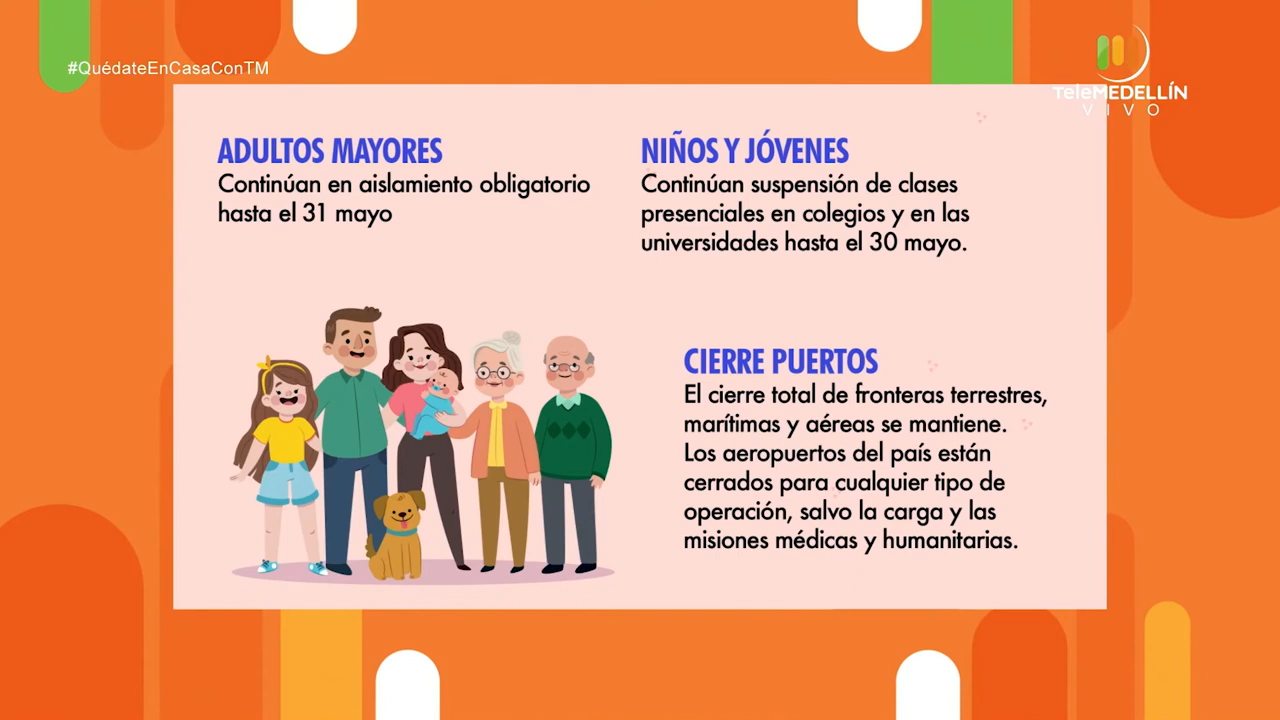 #QuédateEnCasaConTM
TeleMEDELLÍN
VIVO
ADULTOS MAYORES
Continúan en aislamiento obligatorio
hasta el 31 mayo
NIÑOS Y JÓVENES
Continúan suspensión de clases
presenciales en colegios y en las
universidades hasta el 30 mayo.
CIERRE PUERTOS
El cierre total de fronteras terrestres,
marítimas y aéreas se mantiene.
Los aeropuertos del país están
cerrados para cualquier tipo de
operación, salvo la carga y las
misiones médicas y humanitarias.